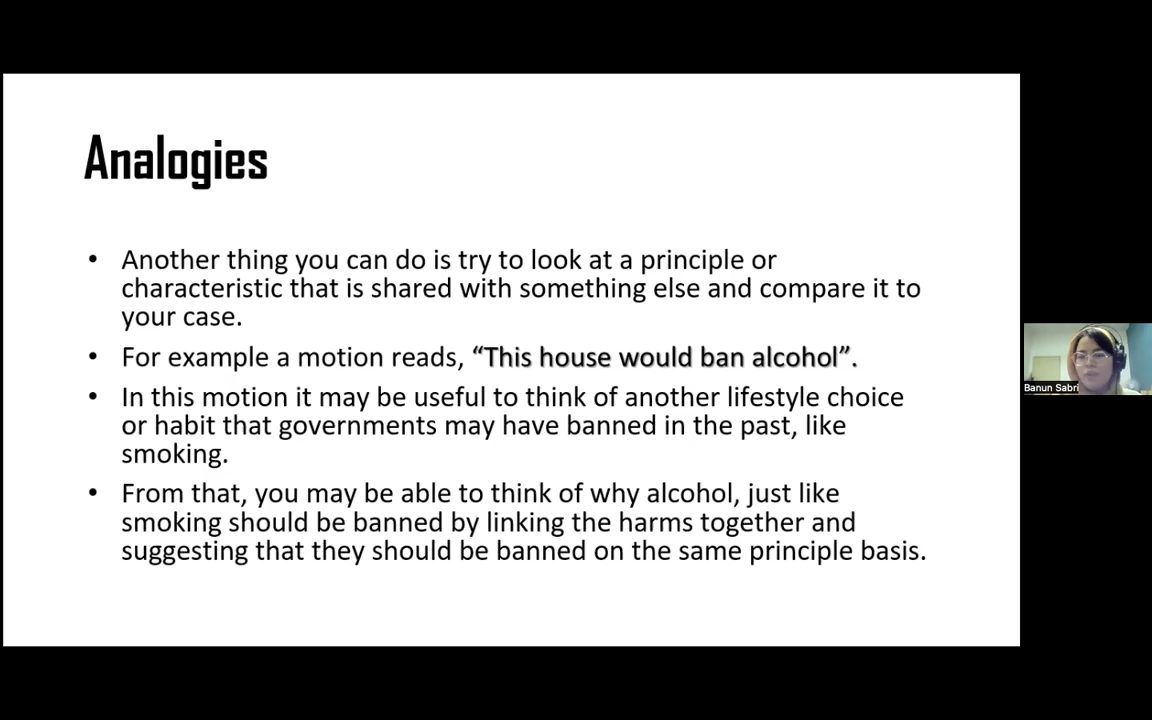 Analogies
• Another thing you can do is try to look at a principle or
characteristic that is shared with something else and compare it to
your case.
• For example a motion reads, “This house would ban alcohol”.
• In this motion it may be useful to think of another lifestyle choice
or habit that governments may have banned in the past, like
smoking.
• From that, you may be able to think of why alcohol, just like
smoking should be banned by linking the harms together and
suggesting that they should be banned on the same principle basis.
Banun Sabri